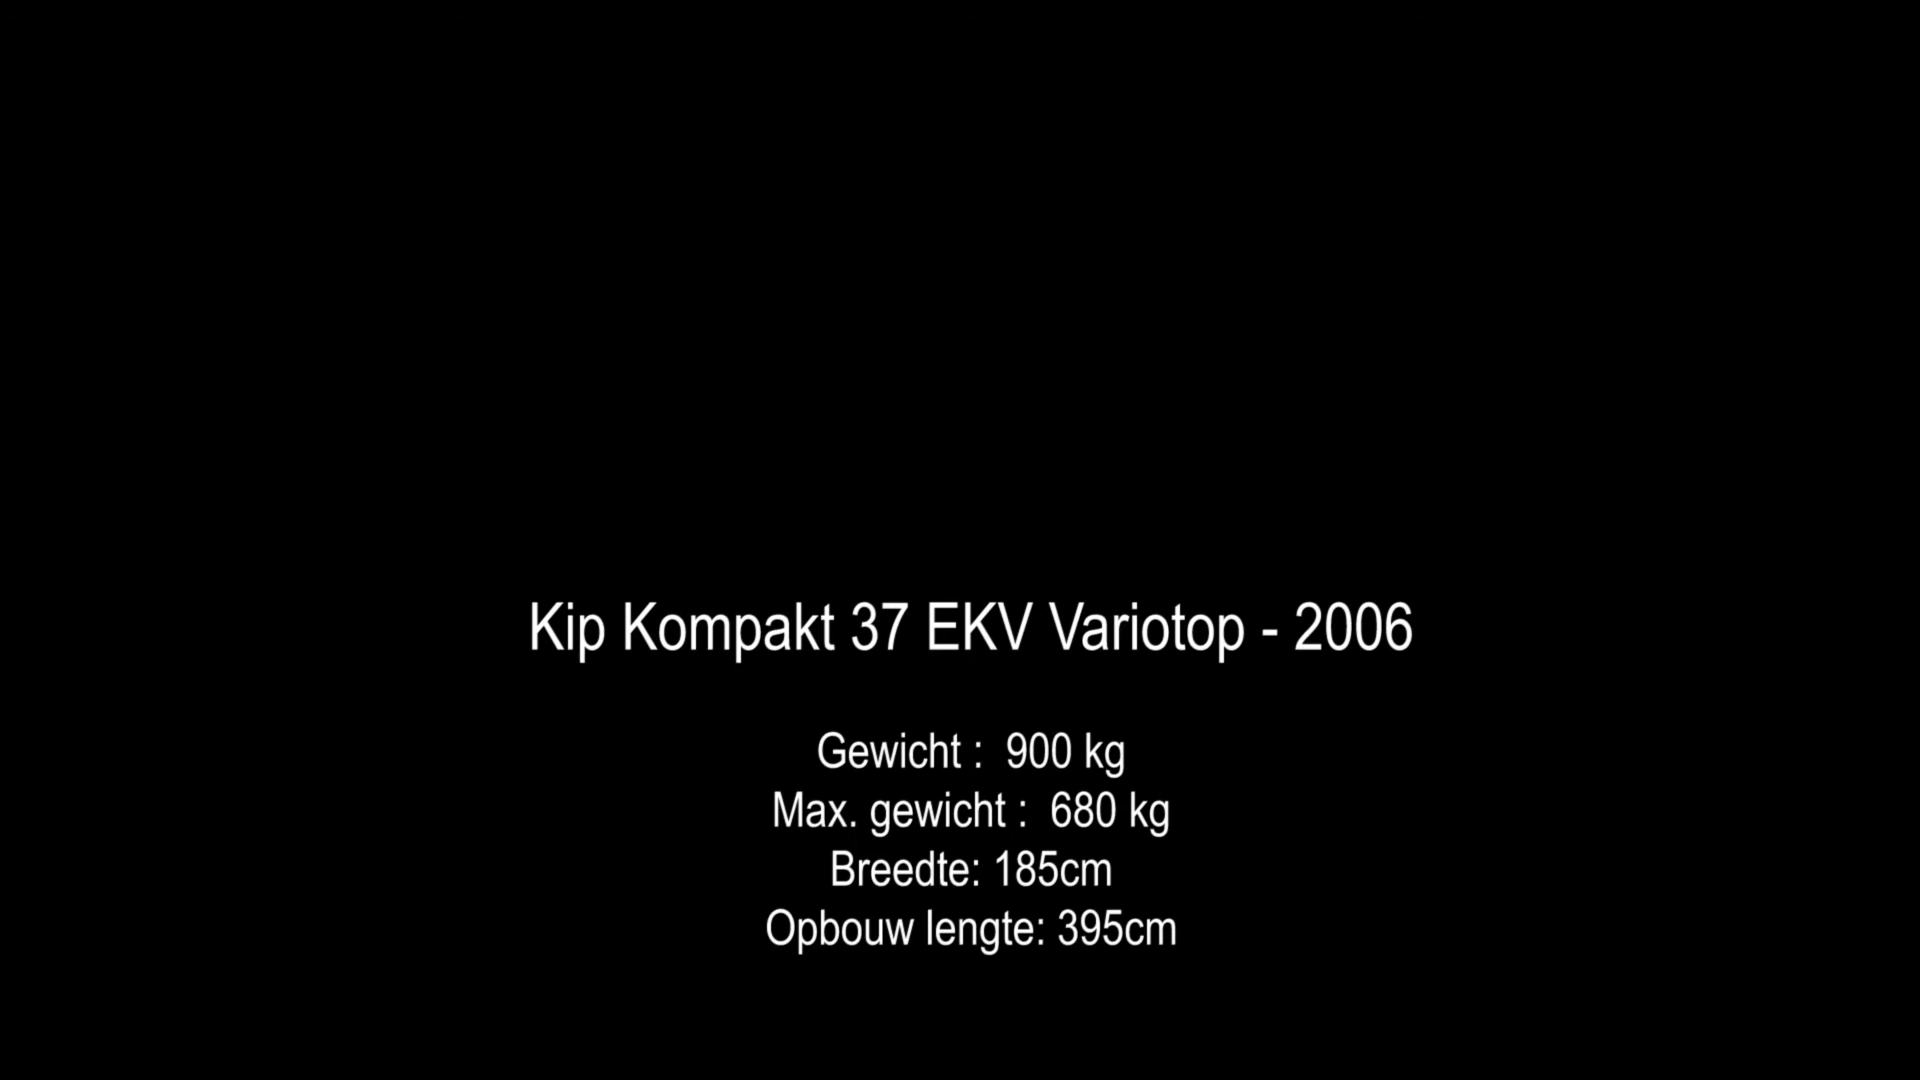 Kip Kompakt 37 EKV Variotop - 2006
Gewicht :  900 kg
Max. gewicht :  680 kg
Breedte: 185cm
Opbouw lengte: 395cm